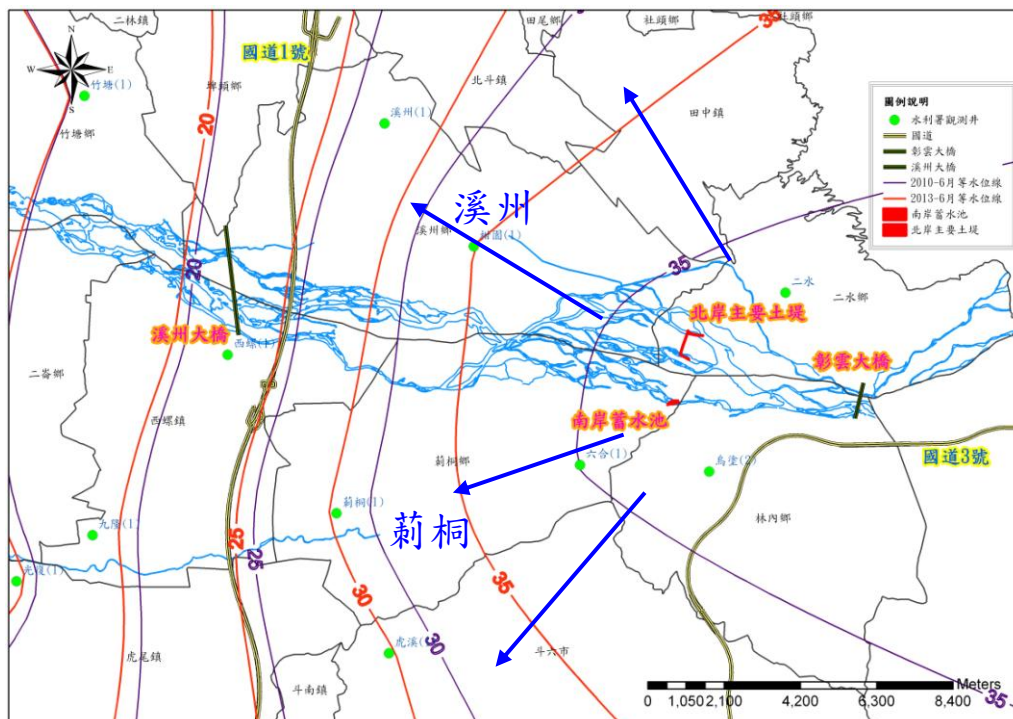 二林鎮
田尾鄉
社頭鄉
社頭鄉
35
N
W
E
S
國道1號
竹塘(1)
埤頭鄉
北斗鎮
溪州(1)
田中鎮
竹塘鄉
20
圖例說明
水利署觀測井
國道
彰雲大橋
溪州大橋
2010-6月等水位線
2013-6月等水位線
南岸蓄水池
北岸主要土堤
溪州
溪州鄉
柑園(1)
35
20
二水
二水鄉
北岸主要土堤
溪州大橋
西螺(1)
彰雲大橋
二崙鄉
西螺鎮
南岸蓄水池
莿桐鄉
六合(1)
烏塗(2)
國道3號
莿桐(1)
林內鄉
九隆(1)
莿桐
25
25
30
35
30
虎溪(1)
虎尾鎮
斗南鎮
斗六市
35
Meters
0
1,050
2,100
4,200
6,300
8,400